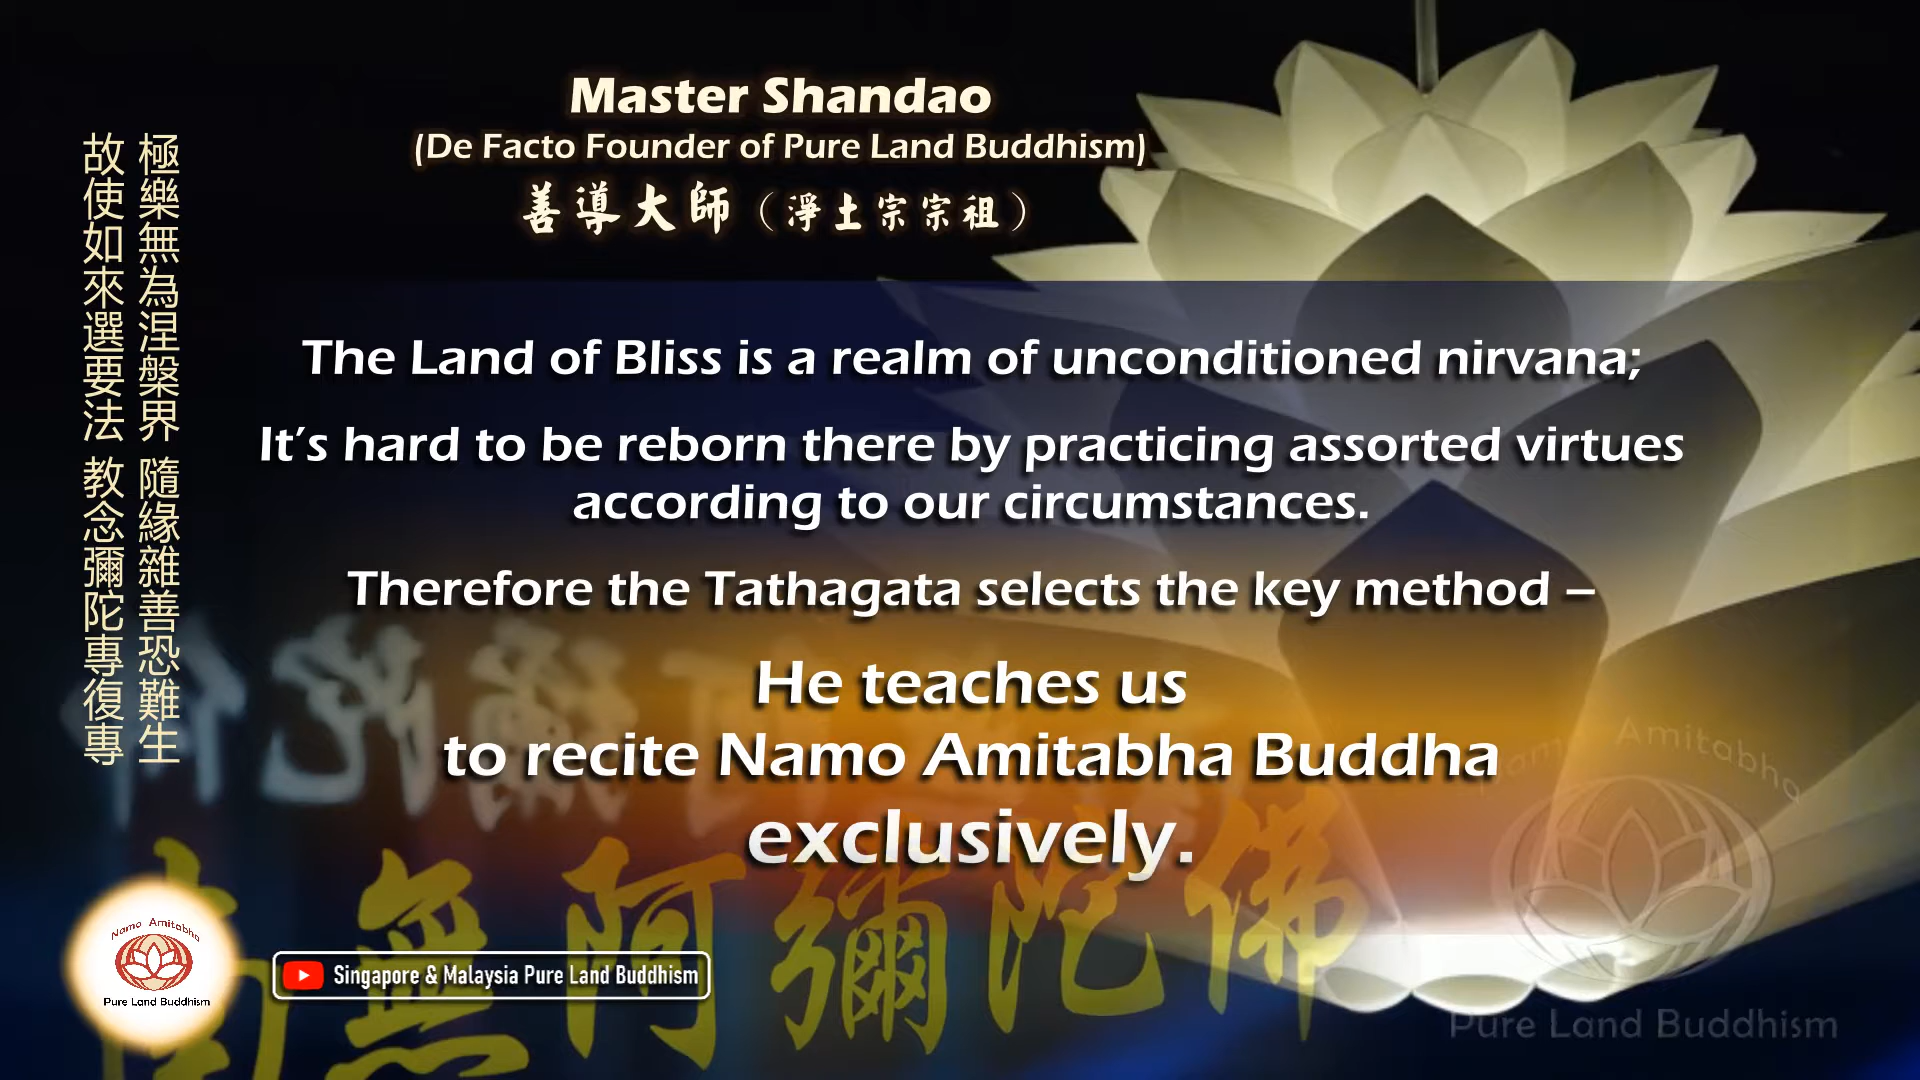 Master Shandao
(De Facto Founder of Pure Land Buddhism)
善導大師（淨土宗宗祖）
極樂無為涅槃界 隨緣雜善恐難生
故使如來選要法 教念彌陀專復專
The Land of Bliss is a realm of unconditioned nirvana;
It’s hard to be reborn there by practicing assorted virtues
according to our circumstances.
Therefore the Tathagata selects the key method –
He teaches us
to recite Namo Amitabha Buddha
exclusively.
南無阿彌陀佛
Namo Amitabha
Pure Land Buddhism
Singapore & Malaysia Pure Land Buddhism
Namo Amitabha
Pure Land Buddhism